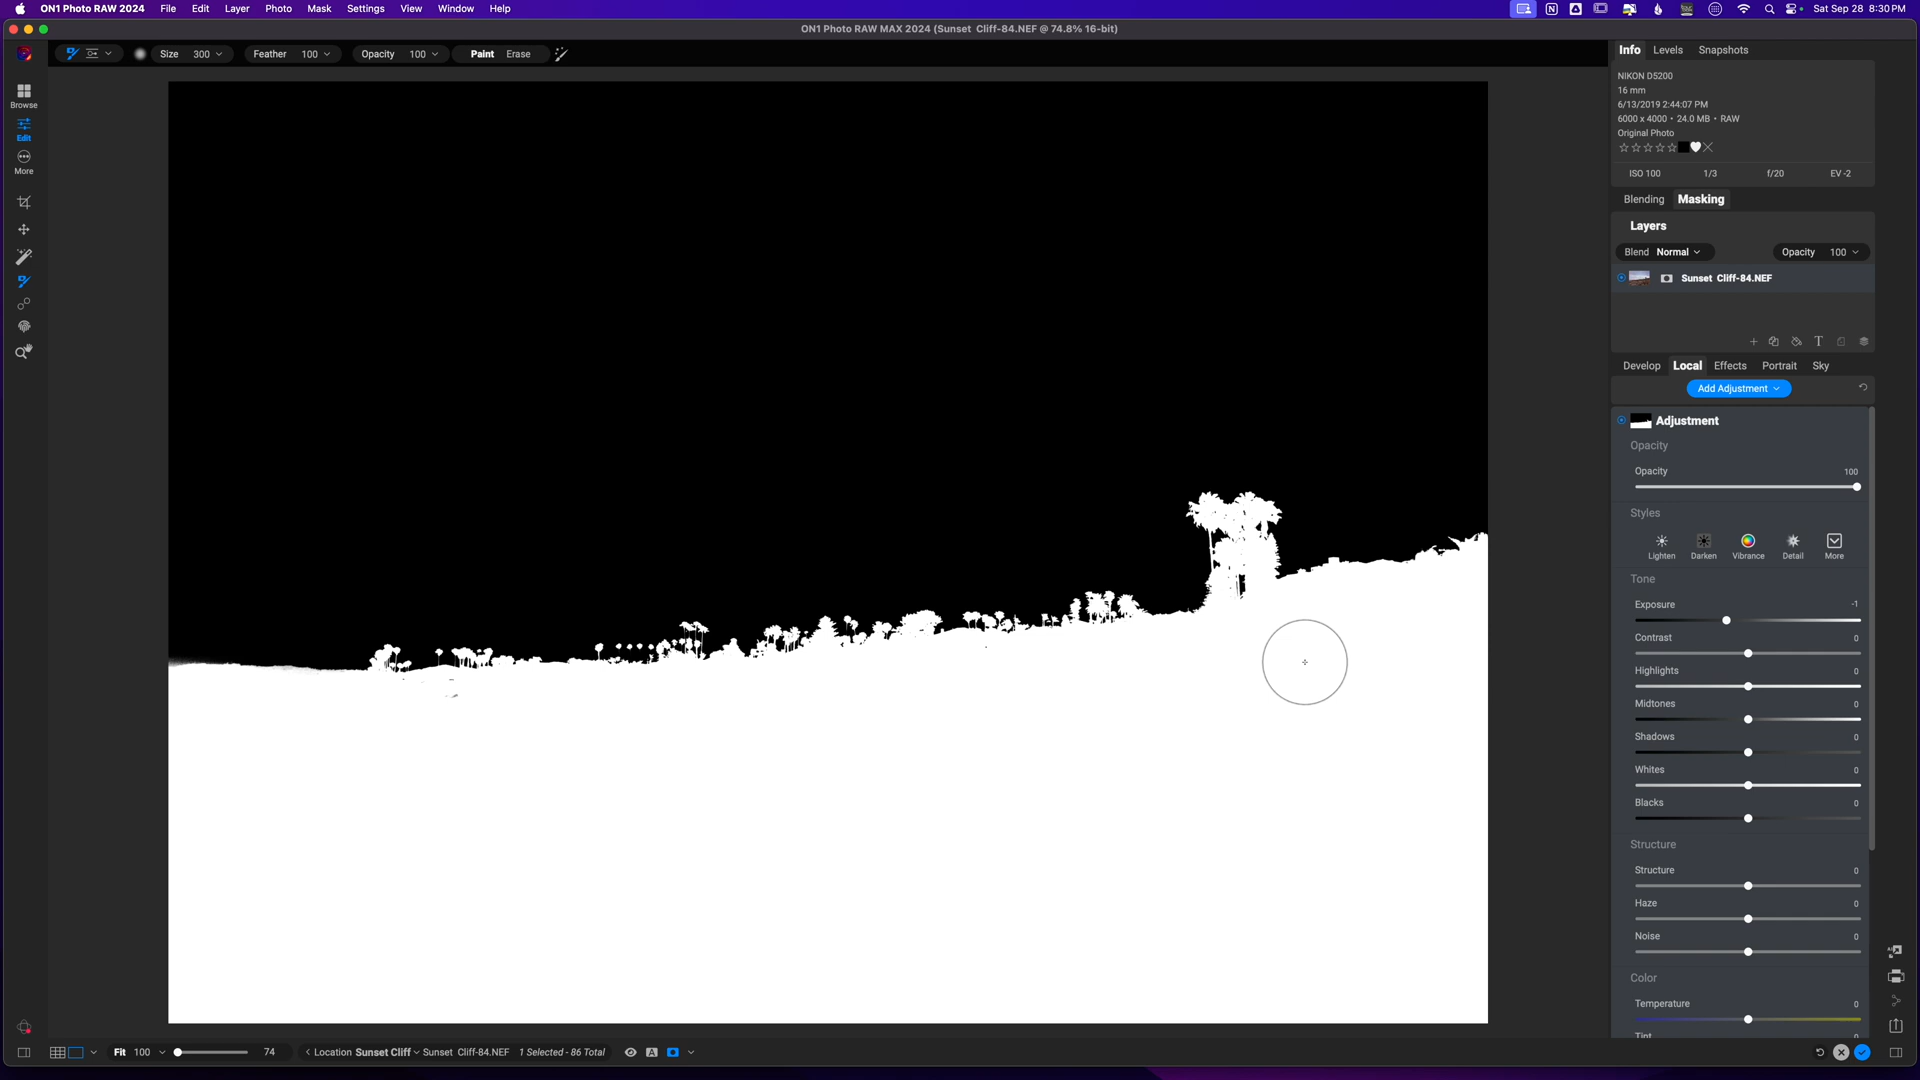 ON1 Photo RAW 2024 File Edit Layer Photo Mask Settings View Window Help Sat Sep 28 8:30 PM
ON1 Photo RAW MAX 2024 (Sunset Cliff-84.NEF @ 74.8% 16-bit)
Size 300 Feather 100 Opacity 100 Paint Erase
Info Levels Snapshots
Browse
Edit
More
NIKON D5200
16 mm
6/13/2019 2:44:07 PM
6000 x 4000 • 24.0 MB • RAW
Original Photo
ISO 100 1/3 f/20 EV -2
Blending Masking
Layers
Blend Normal Opacity 100
Sunset Cliff-84.NEF
T
Develop Local Effects Portrait Sky
Add Adjustment
Adjustment
Opacity
Opacity 100
Styles
Lighten Darken Vibrance Detail More
Tone
Exposure -1
Contrast 0
Highlights 0
Midtones 0
Shadows 0
Whites 0
Blacks 0
Structure
Structure 0
Haze 0
Noise 0
Color
Temperature 0
Tint
Fit 100 74 < Location Sunset Cliff Sunset Cliff-84.NEF 1 Selected - 86 Total A